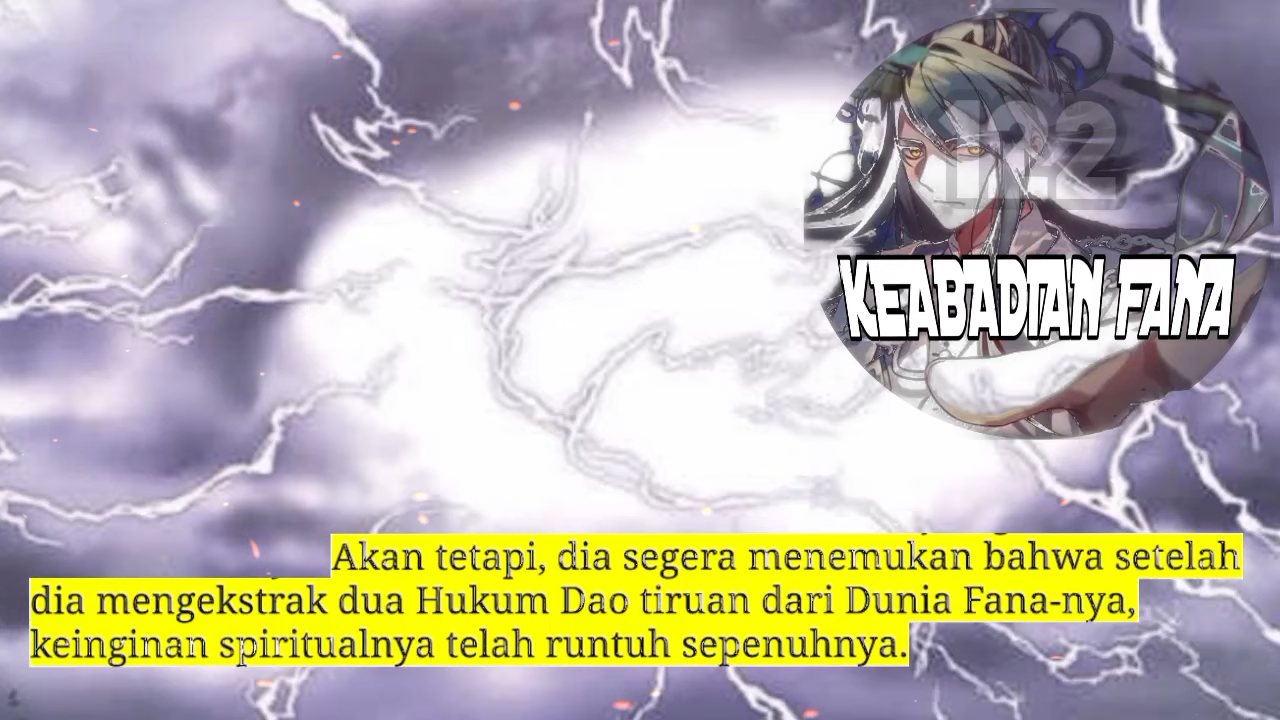 122
KEABADIAN FANA
Akan tetapi, dia segera menemukan bahwa setelah
dia mengekstrak dua Hukum Dao tiruan dari Dunia Fana-nya,
keinginan spiritualnya telah runtuh sepenuhnya.